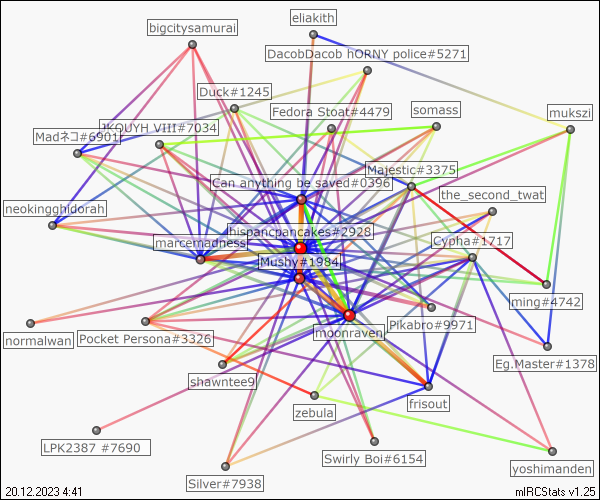 eliakith
bigcitysamurai
DacobDacob hORNY police#5271
Duck#1245
Fedora Stoat#4479
somass
mukszi
JKOUYH VIII#7034
Madネコ#6901
Majestic#3375
Can anything be saved#0396
the_second_twat
neokingghidorah
hispancpancakes#2928
marcemadness
Cypha#1717
Mushy#1984
ming#4742
moonraven
Pikabro#9971
normalwan
Pocket Persona#3326
Eg.Master#1378
shawntee9
frisout
zebula
LPK2387 #7690
Swirly Boi#6154
yoshimanden
Silver#7938
20.12.2023 4:41
mIRCStats v1.25